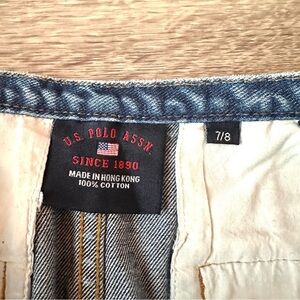 U.S. POLO ASSN.
SINCE 1890
MADE IN HONG KONG
100% COTTON
7/8